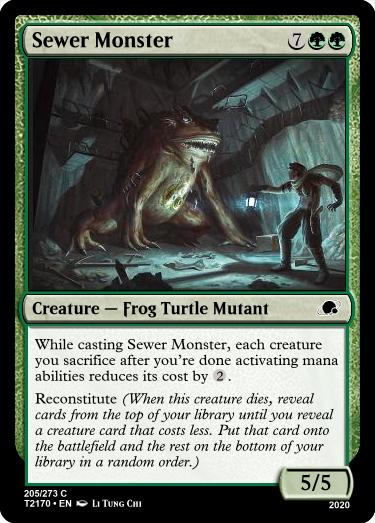 Sewer Monster 7
Creature — Frog Turtle Mutant
While casting Sewer Monster, each creature
you sacrifice after you're done activating mana
abilities reduces its cost by 2.
Reconstitute (When this creature dies, reveal
cards from the top of your library until you reveal
a creature card that costs less. Put that card onto
the battlefield and the rest on the bottom of your
library in a random order.)
5/5
205/273 C
T2170 • EN Li Tung Chi
2020